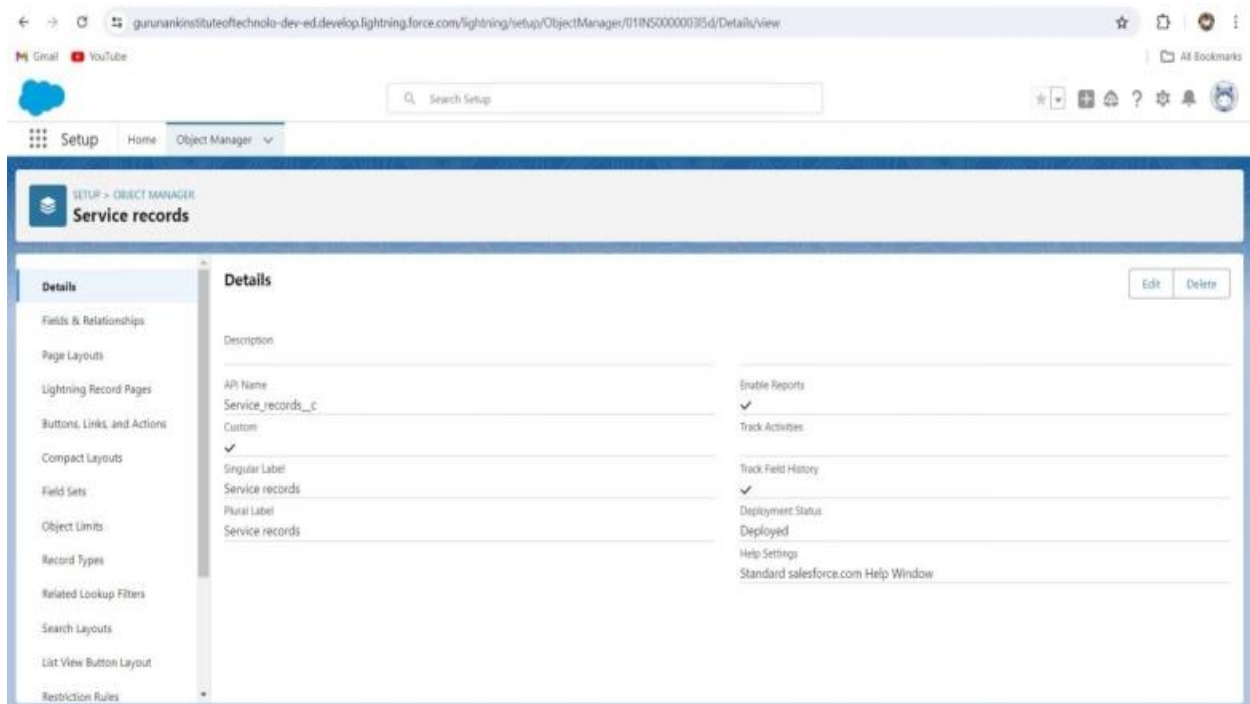 gurunankinstituteoftechnolo-dev-ed.develop.lightning.force.com/lightning/setup/ObjectManager/
Gmail YouTube
All Bookmarks
Search Setup
Setup Home Object Manager
SETUP > OBJECT MANAGER
Service records
Details
Fields & Relationships
Page Layouts
Lightning Record Pages
Buttons, Links, and Actions
Compact Layouts
Field Sets
Object Limits
Record Types
Related Lookup Filters
Search Layouts
List View Button Layout
Restriction Rules
Details
Edit Delete
Description
API Name
Service_records__c
Custom
Singular Label
Service records
Plural Label
Service records
Enable Reports
Track Activities
Track Field History
Deployment Status
Deployed
Help Settings
Standard salesforce.com Help Window